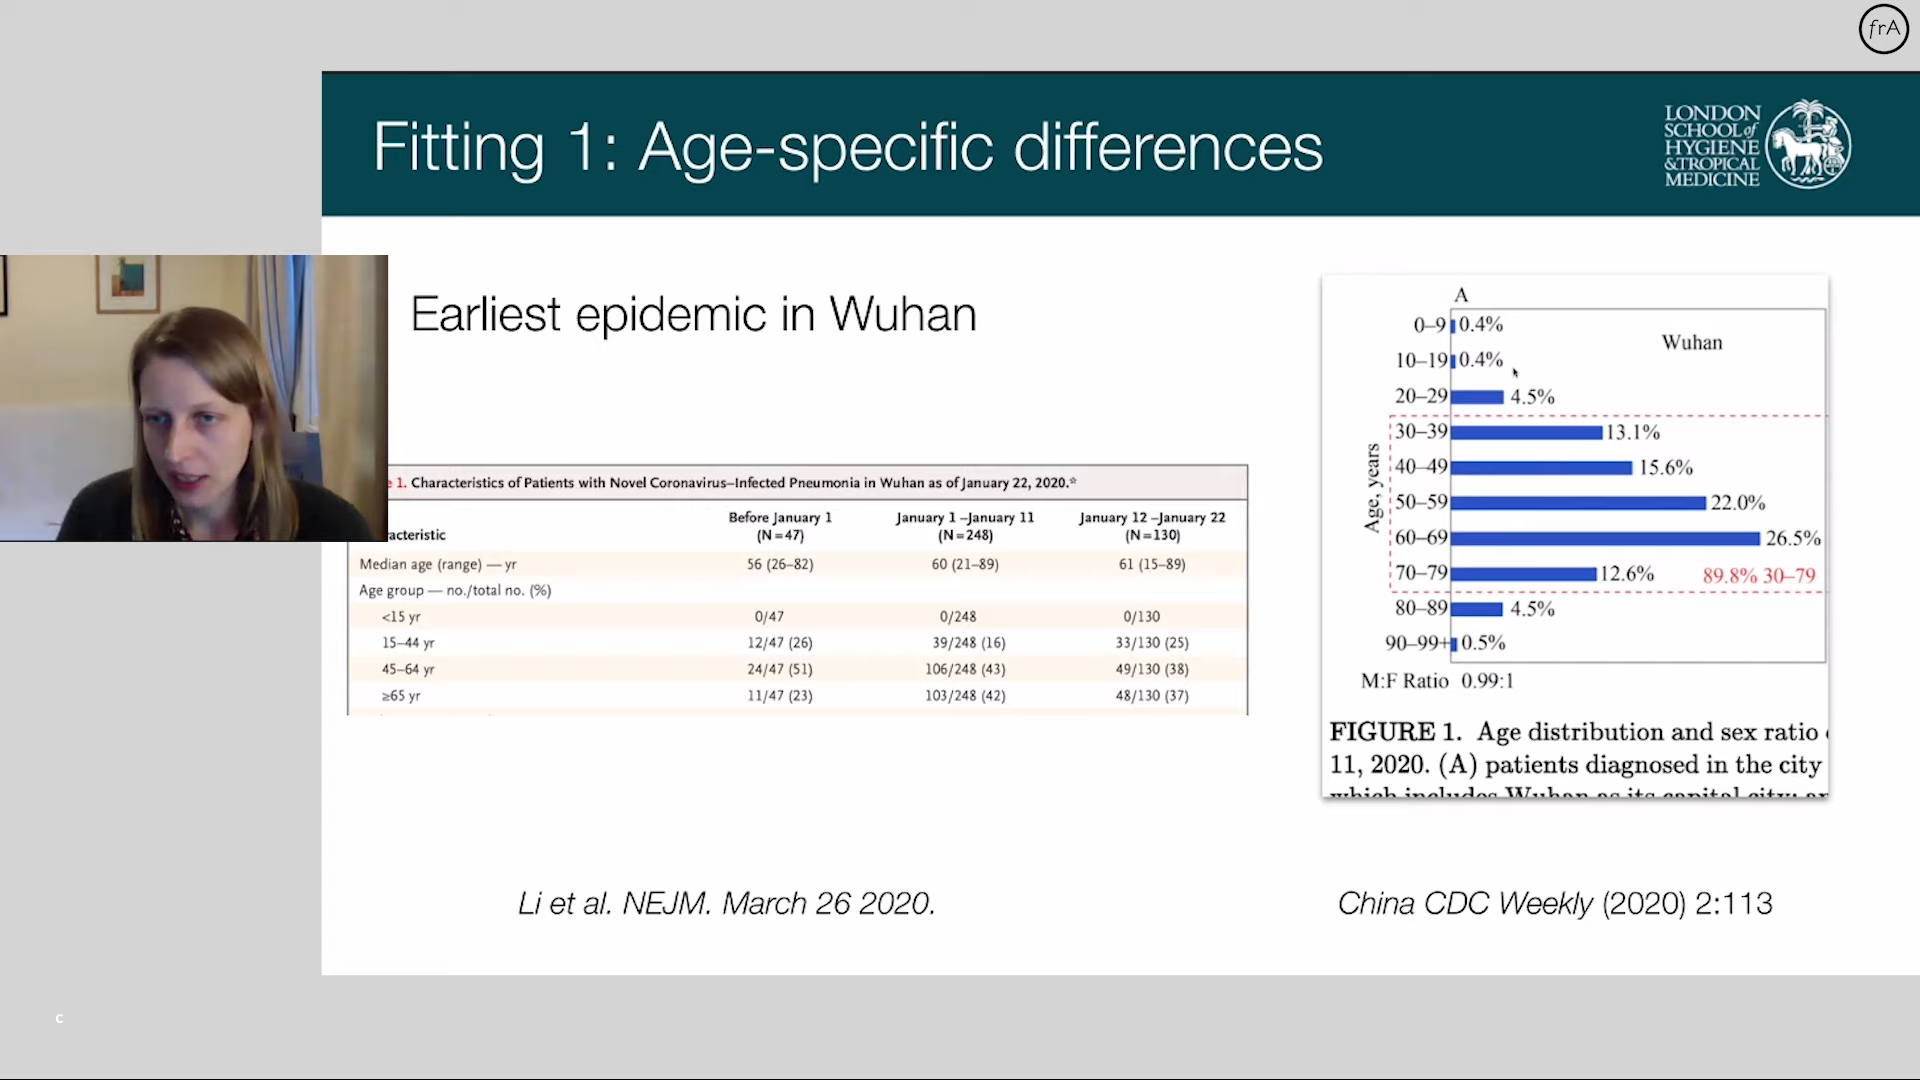 frA
Fitting 1: Age-specific differences
LONDON
SCHOOL of
HYGIENE
&TROPICAL
MEDICINE
Earliest epidemic in Wuhan
1. Characteristics of Patients with Novel Coronavirus–Infected Pneumonia in Wuhan as of January 22, 2020.*
Before January 1 January 1 –January 11 January 12 –January 22
(N=47) (N=248) (N=130)
Median age (range) — yr 56 (26–82) 60 (21–89) 61 (15–89)
Age group — no./total no. (%)
<15 yr 0/47 0/248 0/130
15–44 yr 12/47 (26) 39/248 (16) 33/130 (25)
45–64 yr 24/47 (51) 106/248 (43) 49/130 (38)
≥65 yr 11/47 (23) 103/248 (42) 48/130 (37)
Li et al. NEJM. March 26 2020.
A
Wuhan
Age, years
0–9 0.4%
10–19 0.4%
20–29 4.5%
30–39 13.1%
40–49 15.6%
50–59 22.0%
60–69 26.5%
70–79 12.6% 89.8% 30–79
80–89 4.5%
90–99+ 0.5%
M:F Ratio 0.99:1
FIGURE 1. Age distribution and sex ratio
11, 2020. (A) patients diagnosed in the city
which includes Wuhan as its capital city;
China CDC Weekly (2020) 2:113
c